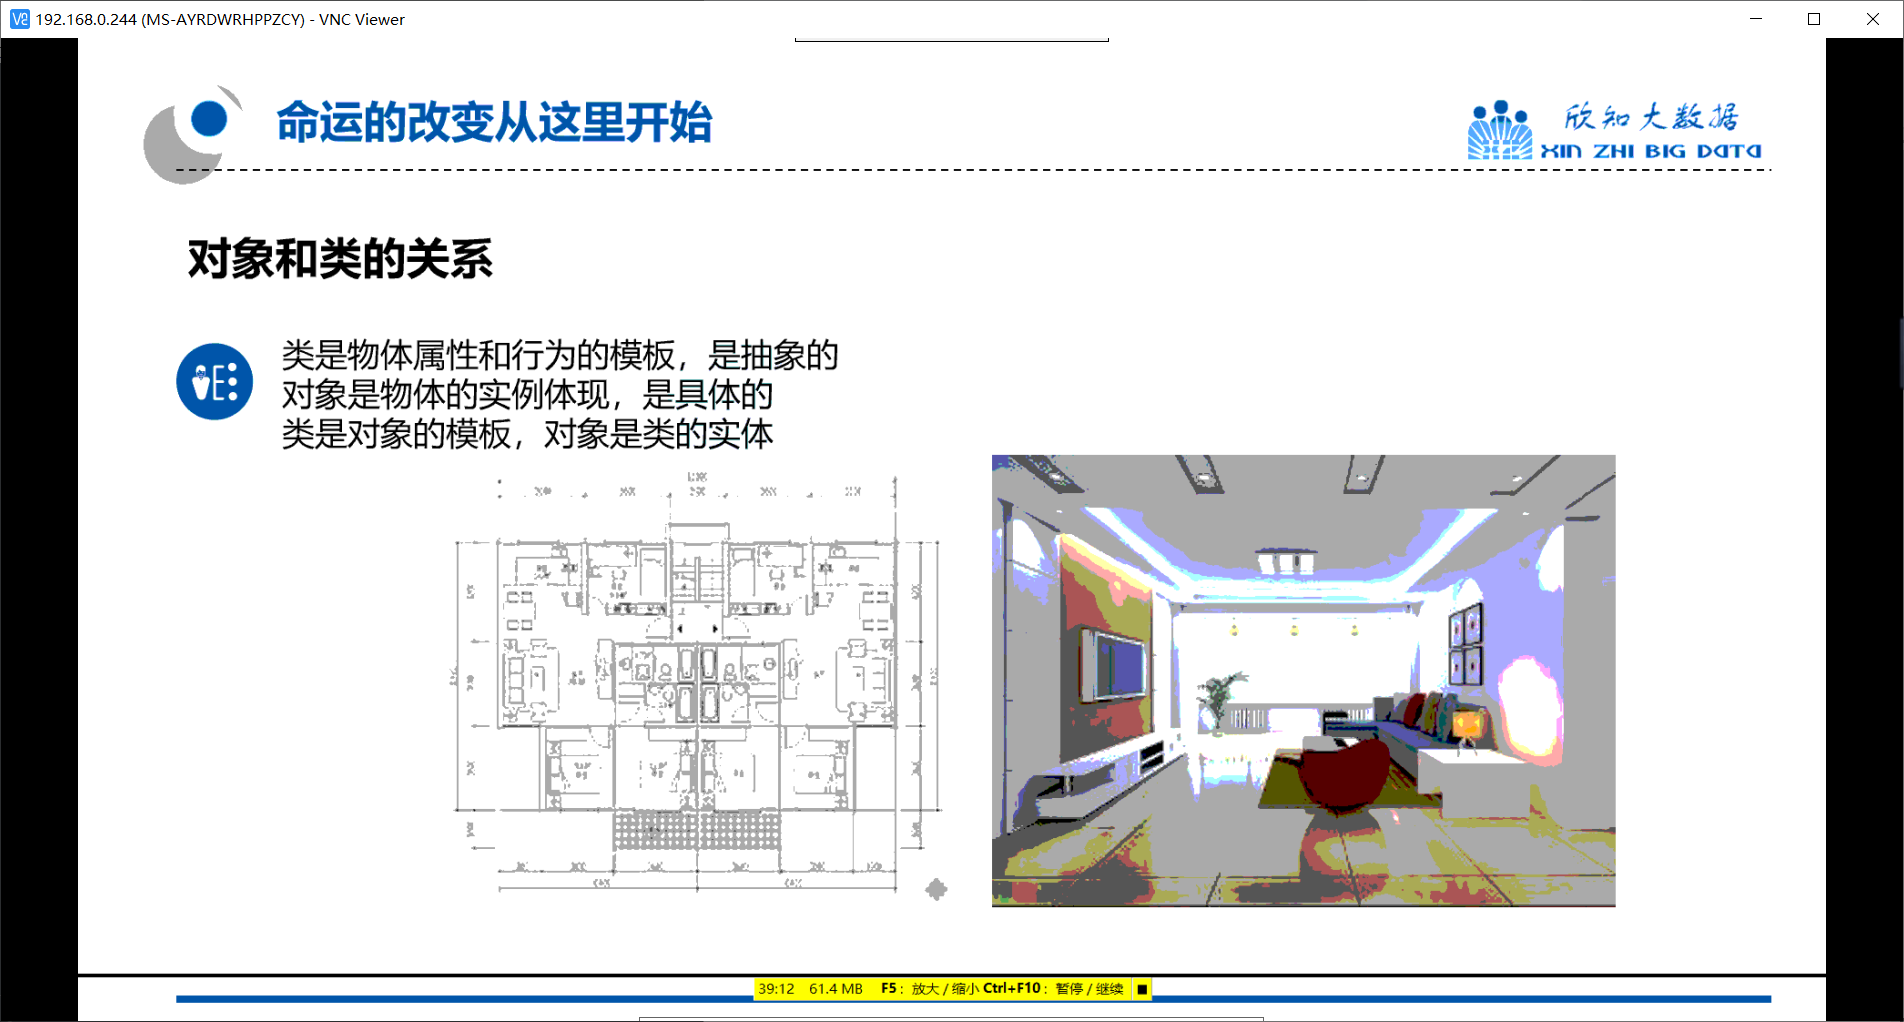 192.168.0.244 (MS-AYRDWRHPPZCY) - VNC Viewer
命运的改变从这里开始
欣知大数据
XIN ZHI BIG DATA
对象和类的关系
类是物体属性和行为的模板，是抽象的
对象是物体的实例体现，是具体的
类是对象的模板，对象是类的实体
39:12 61.4 MB F5：放大 / 缩小 Ctrl+F10：暂停 / 继续